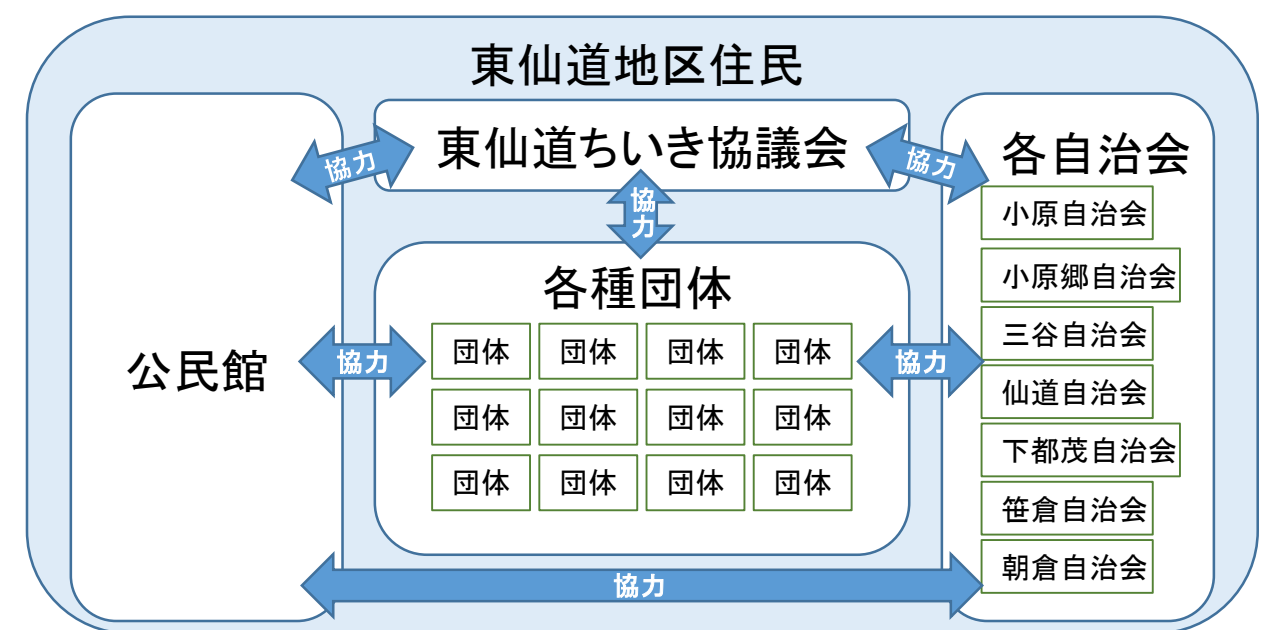 東仙道地区住民
東仙道ちいき協議会
各自治会
協力
協力
協力
小原自治会
小原郷自治会
三谷自治会
仙道自治会
下都茂自治会
笹倉自治会
朝倉自治会
各種団体
団体 団体 団体 団体
団体 団体 団体 団体
団体 団体 団体 団体
公民館
協力
協力
協力